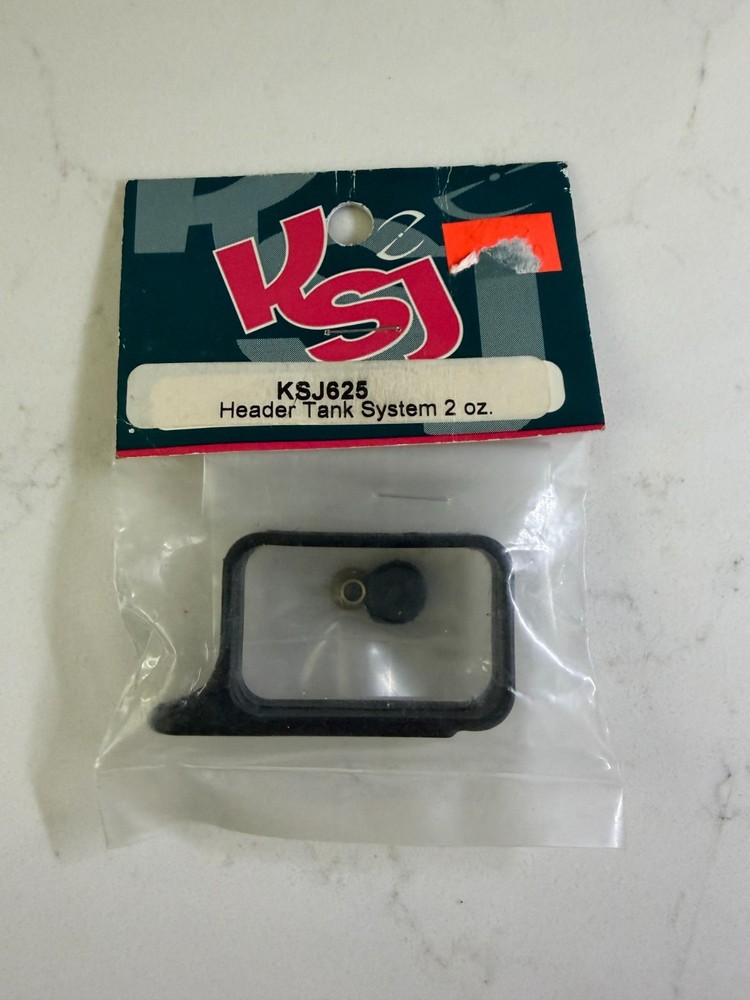 KSJ
KSJ625
Header Tank System 2 oz.